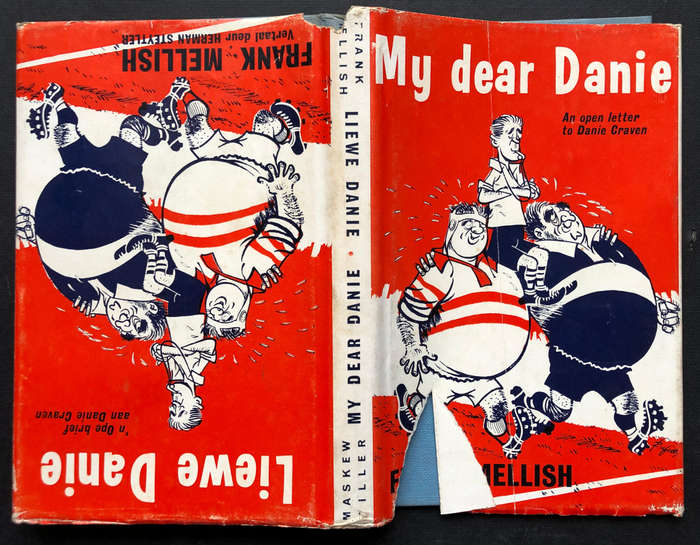 My dear Danie
An open letter
to Danie Craven
F MELLISH
FRANK
MELLISH
LIEWE DANIE • MY DEAR DANIE
MASKEW
MILLER
Liewe Danie
'n Ope brief
aan Danie Craven
FRANK MELLISH
Vertaal deur HERMAN STEYTLER